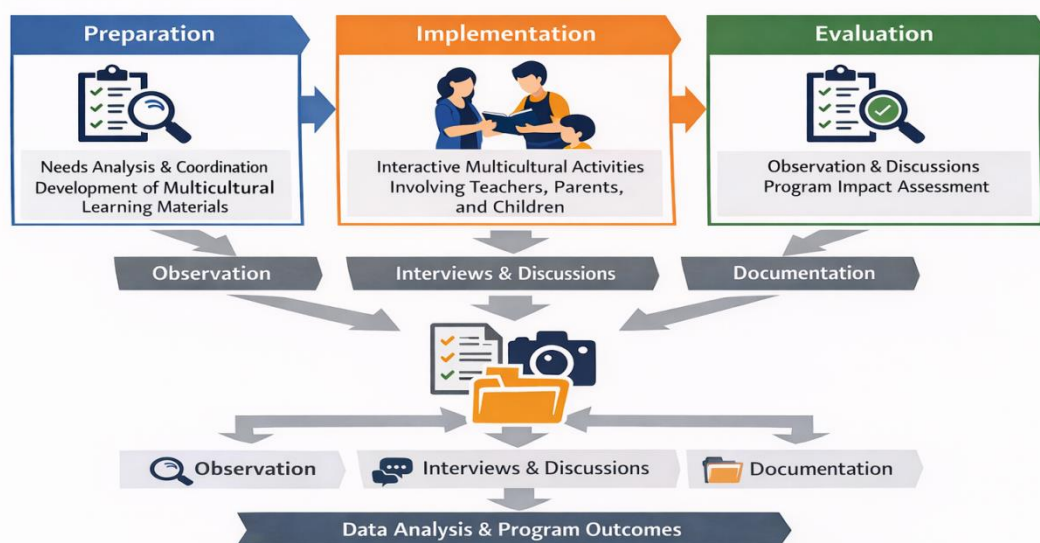 Preparation
Implementation
Evaluation
Needs Analysis & Coordination
Development of Multicultural
Learning Materials
Interactive Multicultural Activities
Involving Teachers, Parents,
and Children
Observation & Discussions
Program Impact Assessment
Observation
Interviews & Discussions
Documentation
Observation
Interviews & Discussions
Documentation
Data Analysis & Program Outcomes